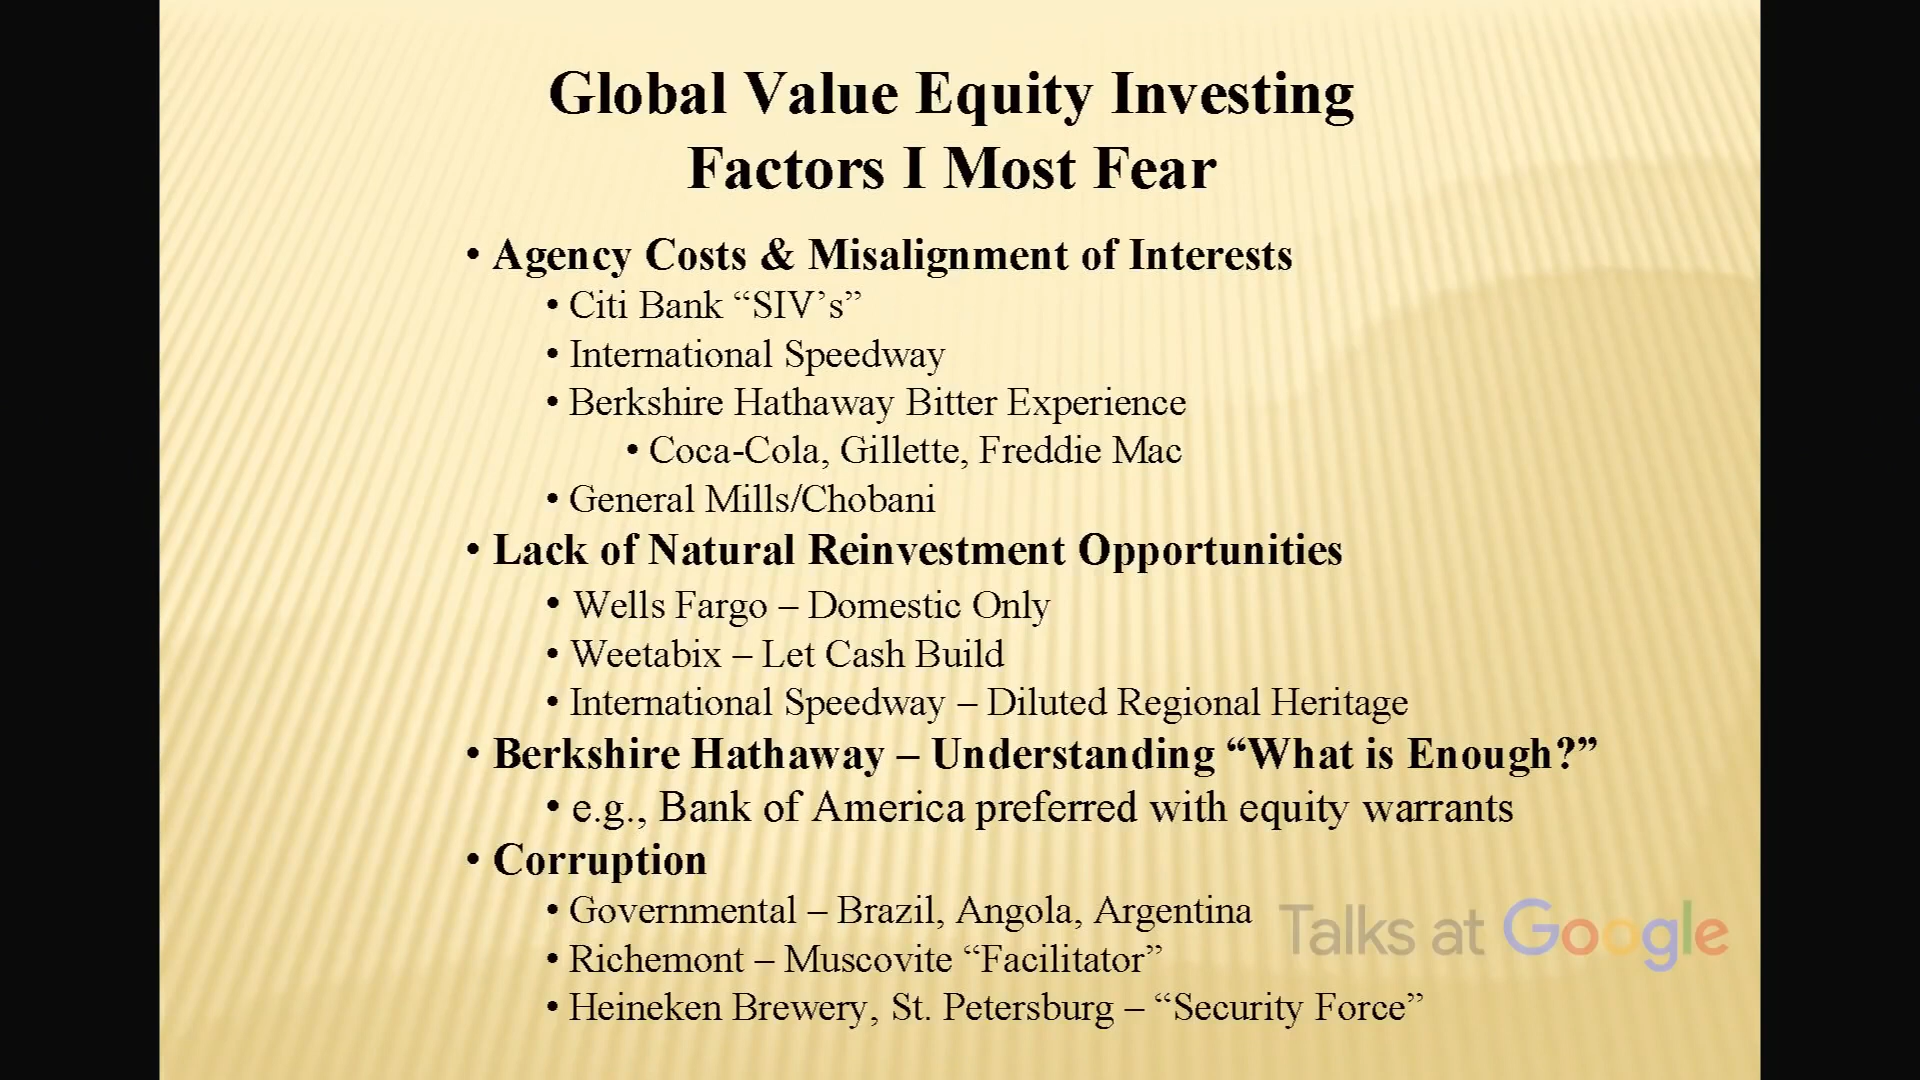 Global Value Equity Investing
Factors I Most Fear
• Agency Costs & Misalignment of Interests
• Citi Bank “SIV’s”
• International Speedway
• Berkshire Hathaway Bitter Experience
• Coca-Cola, Gillette, Freddie Mac
• General Mills/Chobani
• Lack of Natural Reinvestment Opportunities
• Wells Fargo – Domestic Only
• Weetabix – Let Cash Build
• International Speedway – Diluted Regional Heritage
• Berkshire Hathaway – Understanding “What is Enough?”
• e.g., Bank of America preferred with equity warrants
• Corruption
• Governmental – Brazil, Angola, Argentina
• Richemont – Muscovite “Facilitator”
• Heineken Brewery, St. Petersburg – “Security Force”
Talks at Google